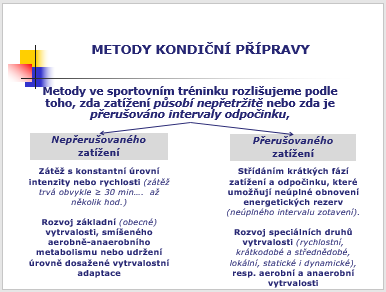 METODY KONDIČNÍ PŘÍPRAVY
Metody ve sportovním tréninku rozlišujeme podle
toho, zda zatížení působí nepřetržitě nebo zda je
přerušováno intervaly odpočinku,
Nepřerušovaného
zatížení
Zátěž s konstantní úrovní
intenzity nebo rychlosti (zátěž
trvá obvykle ≥ 30 min.... až
několik hod.)
Rozvoj základní (obecné)
vytrvalosti, smíšeného
aerobně-anaerobního
metabolismu nebo udržení
úrovně dosažené vytrvalostní
adaptace
Přerušovaného
zatížení
Střídáním krátkých fází
zatížení a odpočinku, které
umožňují neúplné obnovení
energetických rezerv
(neúplného intervalu zotavení).
Rozvoj speciálních druhů
vytrvalosti (rychlostní,
krátkodobé a střednědobé,
lokální, statické i dynamické),
resp. aerobní a anaerobní
vytrvalosti